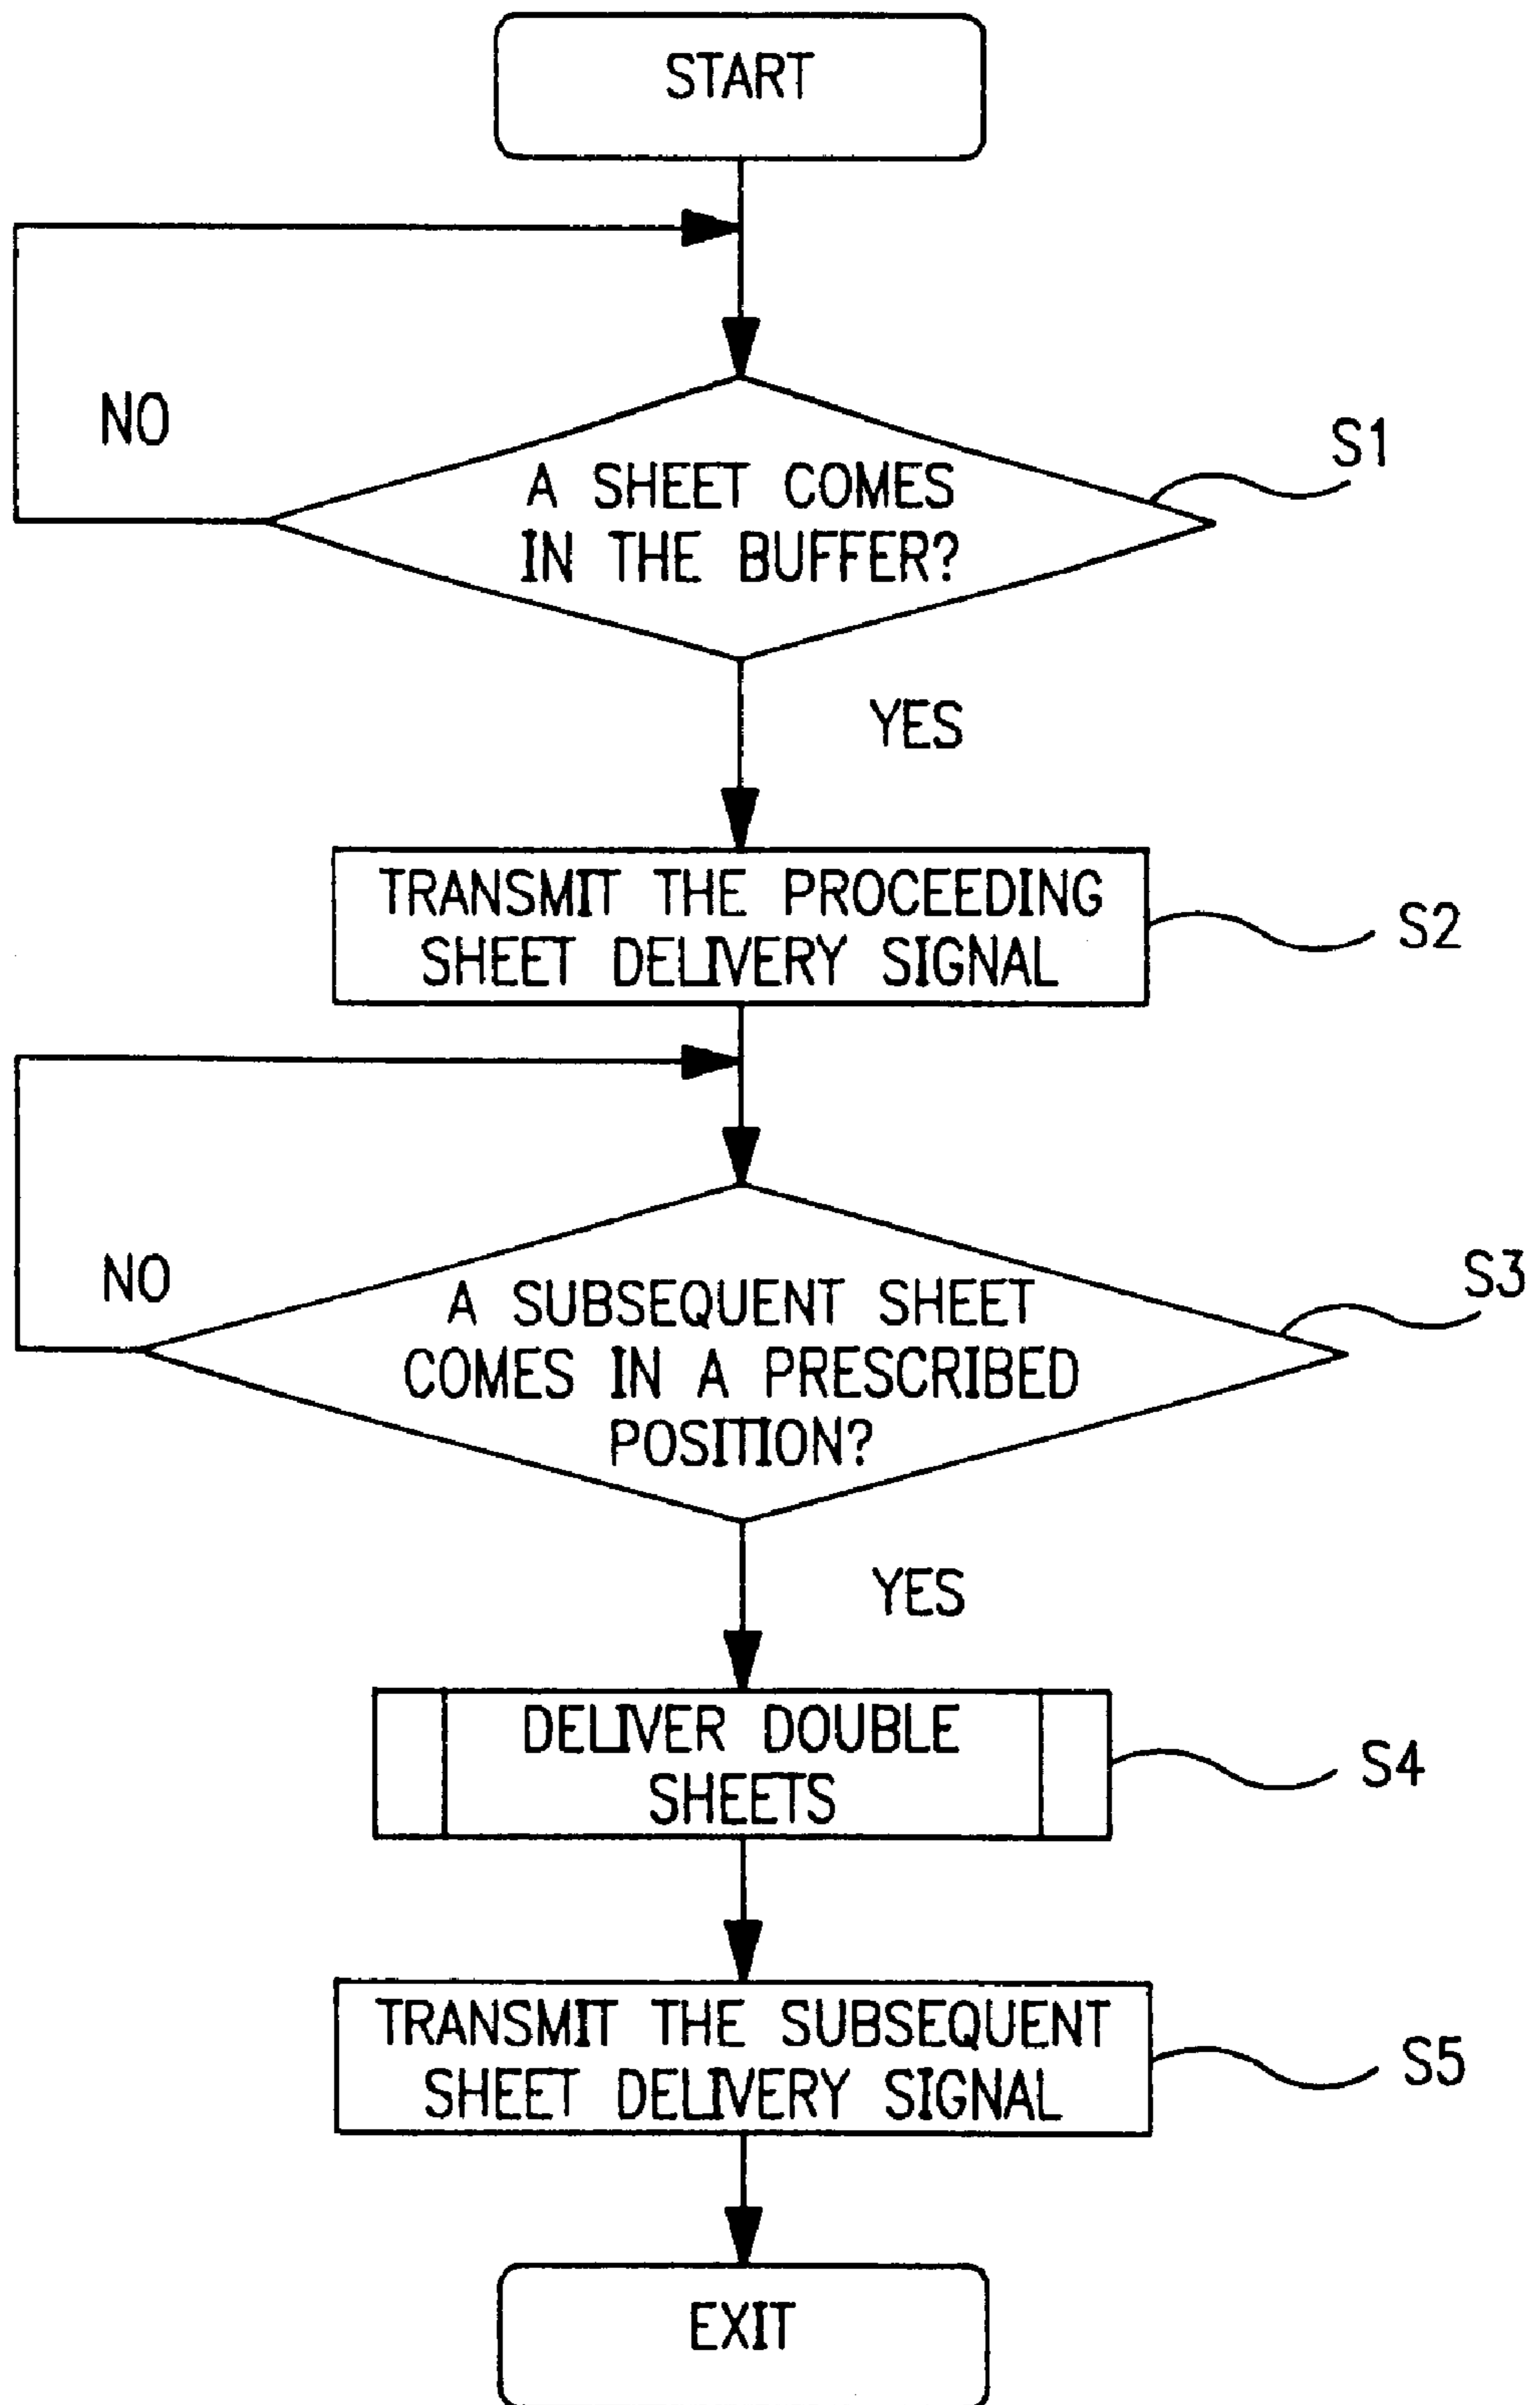 START
NO
S1
A SHEET COMES
IN THE BUFFER?
YES
TRANSMIT THE PROCEEDING
SHEET DELIVERY SIGNAL
S2
NO
S3
A SUBSEQUENT SHEET
COMES IN A PRESCRIBED
POSITION?
YES
DELIVER DOUBLE
SHEETS
S4
TRANSMIT THE SUBSEQUENT
SHEET DELIVERY SIGNAL
S5
EXIT